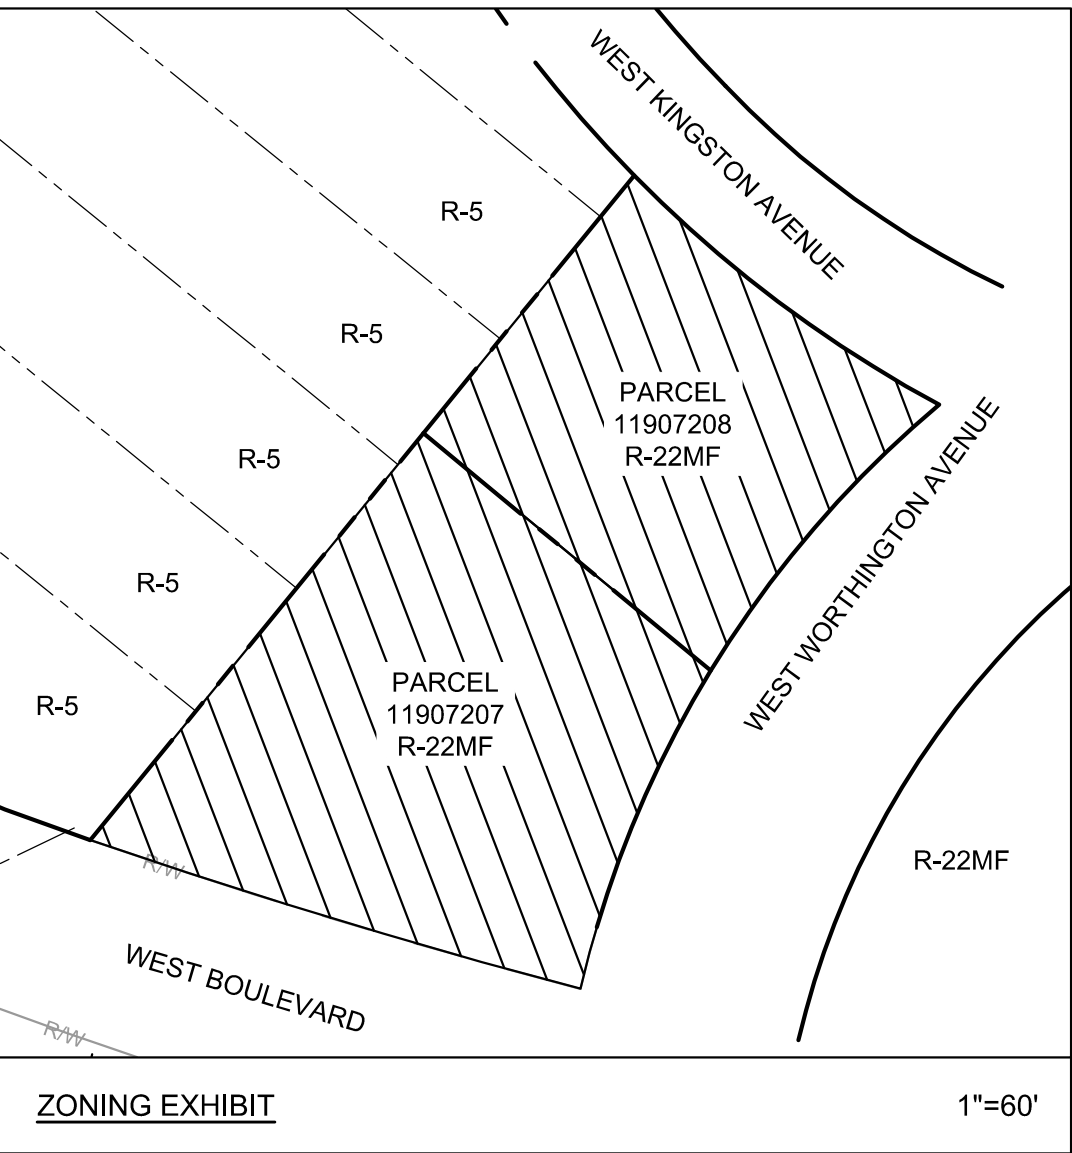 WEST KINGSTON AVENUE
R-5
R-5
PARCEL
11907208
R-22MF
R-5
WEST WORTHINGTON AVENUE
R-5
PARCEL
11907207
R-22MF
R-5
R/W
R-22MF
WEST BOULEVARD
R/W
ZONING EXHIBIT
1"=60'